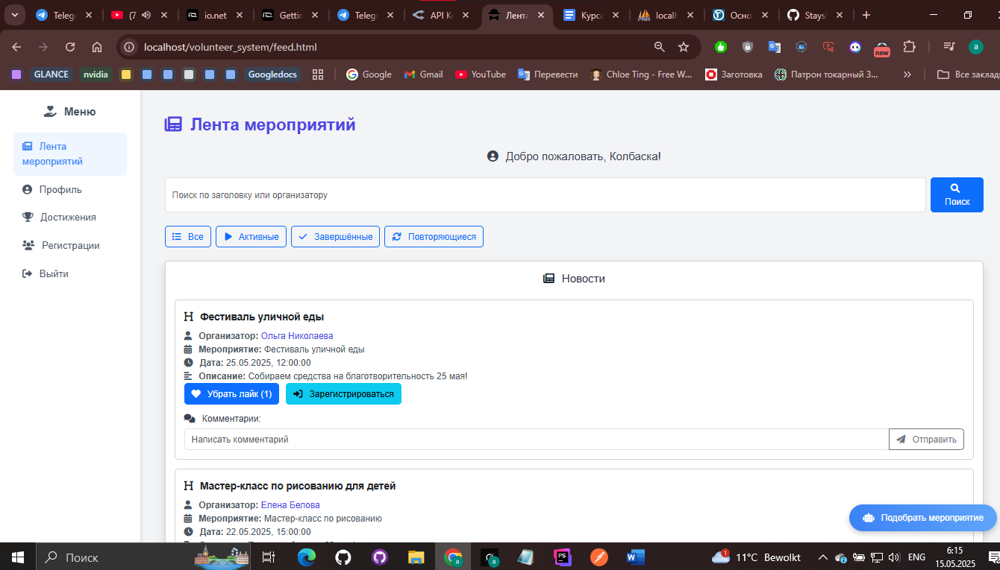 Telegr
(7
io.net
Gettin
Telegr
API Ke
Лента
Курса
localh
Осно
Staysh
localhost/volunteer_system/feed.html
new
a
GLANCE
nvidia
Googledocs
Google
Gmail
YouTube
Перевести
Chloe Ting - Free W...
Заготовка
Патрон токарный 3...
Все заклад
Меню
Лента
мероприятий
Профиль
Достижения
Регистрации
Выйти
Лента мероприятий
Добро пожаловать, Колбаска!
Поиск по заголовку или организатору
Поиск
Все
Активные
Завершённые
Повторяющиеся
Новости
Фестиваль уличной еды
Организатор: Ольга Николаева
Мероприятие: Фестиваль уличной еды
Дата: 25.05.2025, 12:00:00
Описание: Собираем средства на благотворительность 25 мая!
Убрать лайк (1)
Зарегистрироваться
Комментарии:
Написать комментарий
Отправить
Мастер-класс по рисованию для детей
Организатор: Елена Белова
Мероприятие: Мастер-класс по рисованию
Дата: 22.05.2025, 15:00:00
Подобрать мероприятие
Поиск
1
11°C Bewolkt
ENG
6:15
15.05.2025